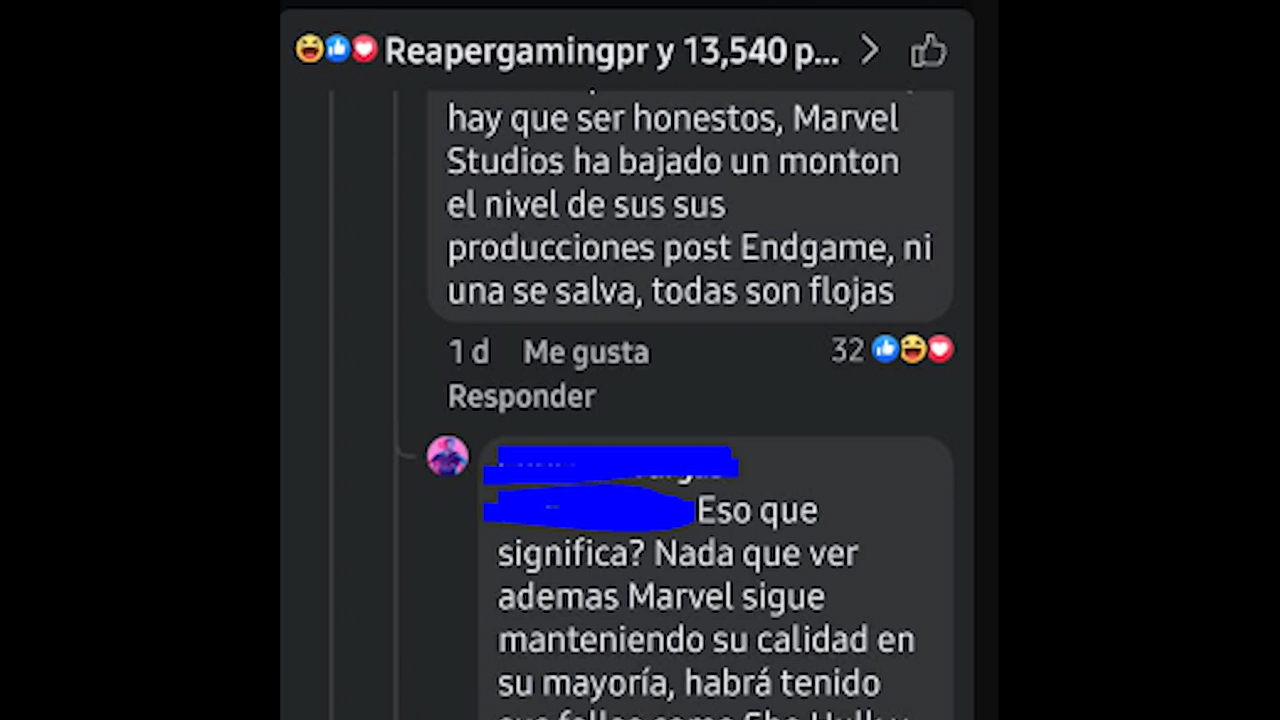 Reapergamingpr y 13,540 p...
hay que ser honestos, Marvel
Studios ha bajado un monton
el nivel de sus sus
producciones post Endgame, ni
una se salva, todas son flojas
1 d Me gusta 32
Responder
Eso que
significa? Nada que ver
ademas Marvel sigue
manteniendo su calidad en
su mayoría, habrá tenido